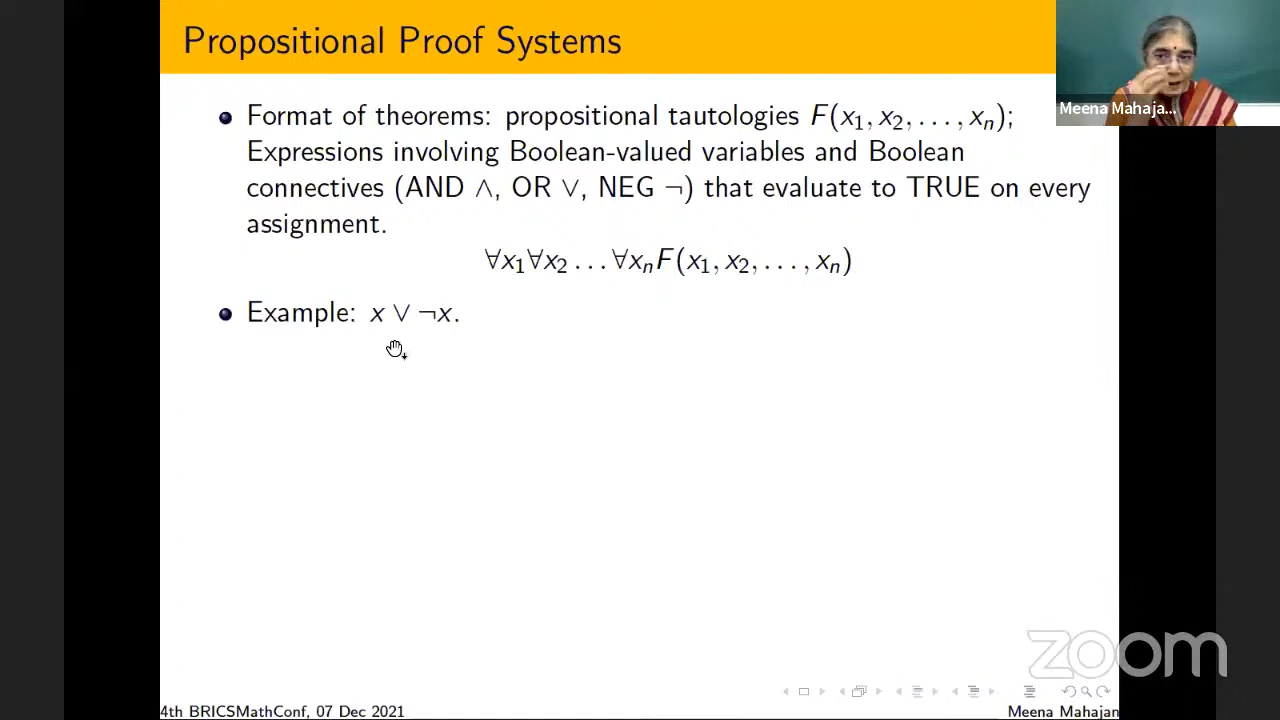 Propositional Proof Systems
Meena Mahaja...
Format of theorems: propositional tautologies F(x₁, x₂, . . . , xₙ);
Expressions involving Boolean-valued variables and Boolean
connectives (AND ∧, OR ∨, NEG ¬) that evaluate to TRUE on every
assignment.
∀x₁∀x₂ . . . ∀xₙF(x₁, x₂, . . . , xₙ)
Example: x ∨ ¬x.
zoom
4th BRICSMathConf, 07 Dec 2021
Meena Mahajan